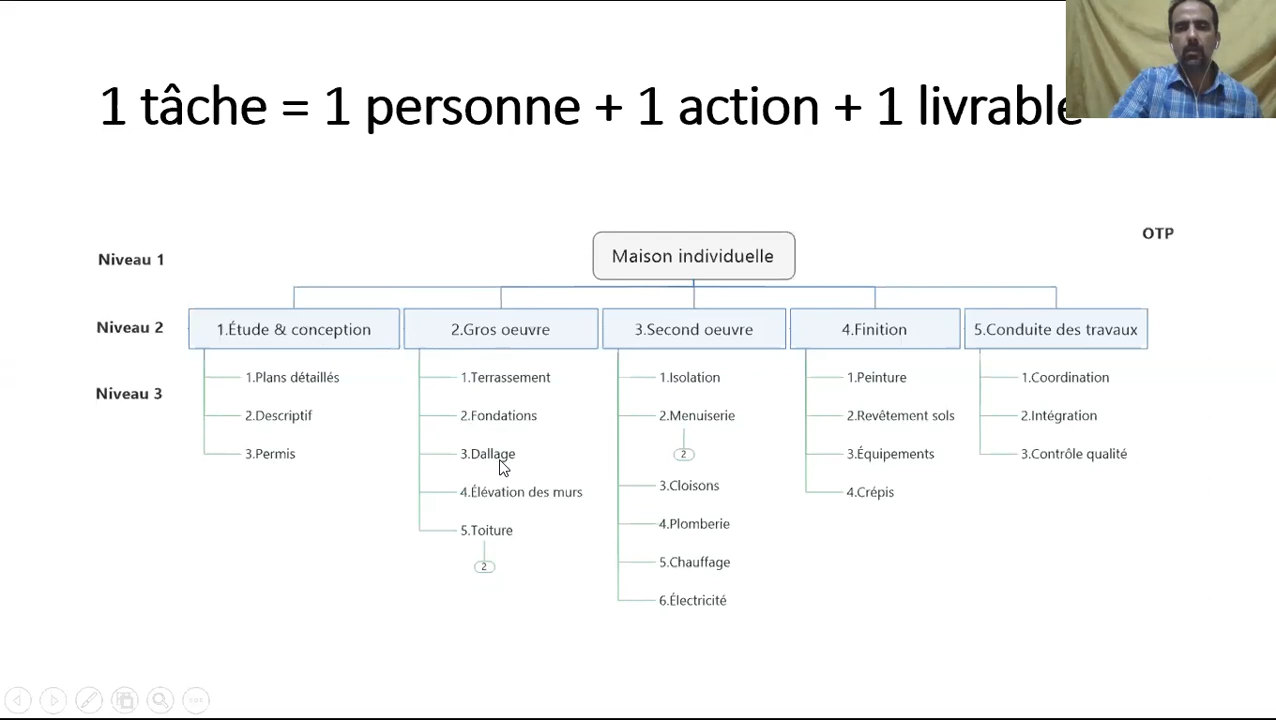 1 tâche = 1 personne + 1 action + 1 livrable
OTP
Niveau 1
Maison individuelle
Niveau 2
1.Étude & conception
2.Gros oeuvre
3.Second oeuvre
4.Finition
5.Conduite des travaux
Niveau 3
1.Plans détaillés
2.Descriptif
3.Permis
1.Terrassement
2.Fondations
3.Dallage
4.Élévation des murs
5.Toiture
2
1.Isolation
2.Menuiserie
2
3.Cloisons
4.Plomberie
5.Chauffage
6.Électricité
1.Peinture
2.Revêtement sols
3.Équipements
4.Crépis
1.Coordination
2.Intégration
3.Contrôle qualité